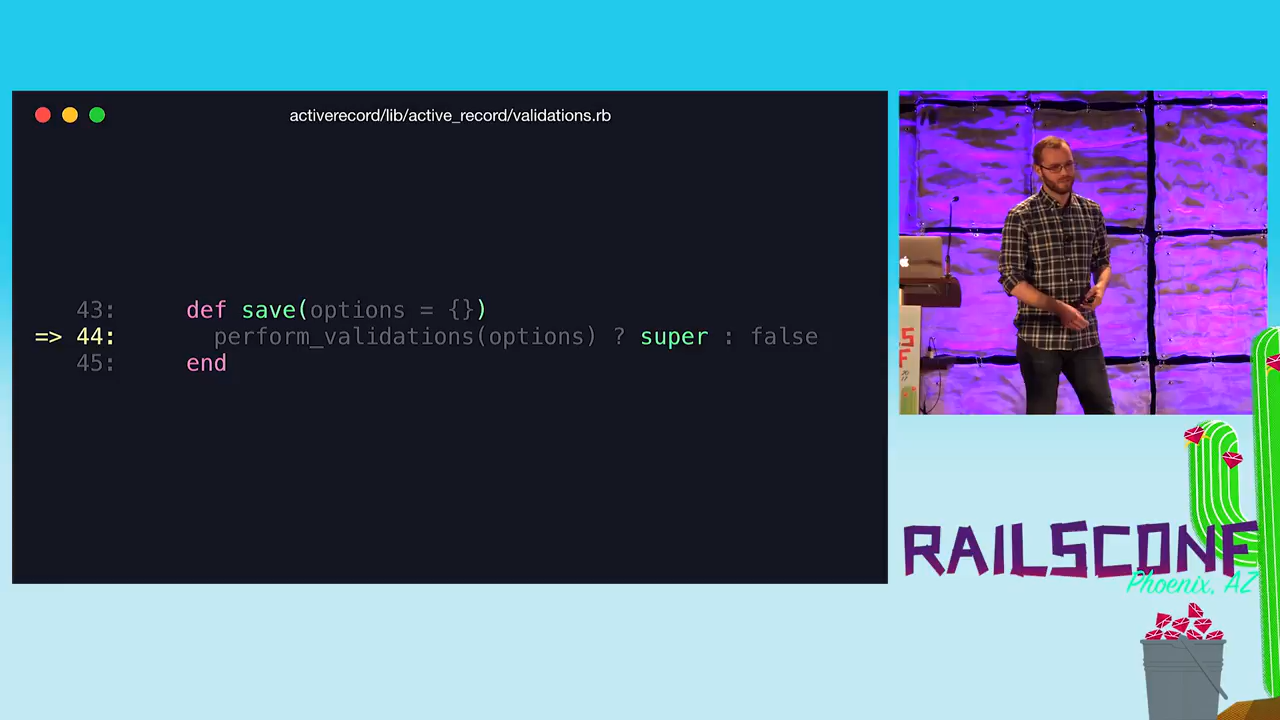 activerecord/lib/active_record/validations.rb
43: def save(options = {})
=> 44: perform_validations(options) ? super : false
45: end
RAILSCONF
Phoenix, AZ